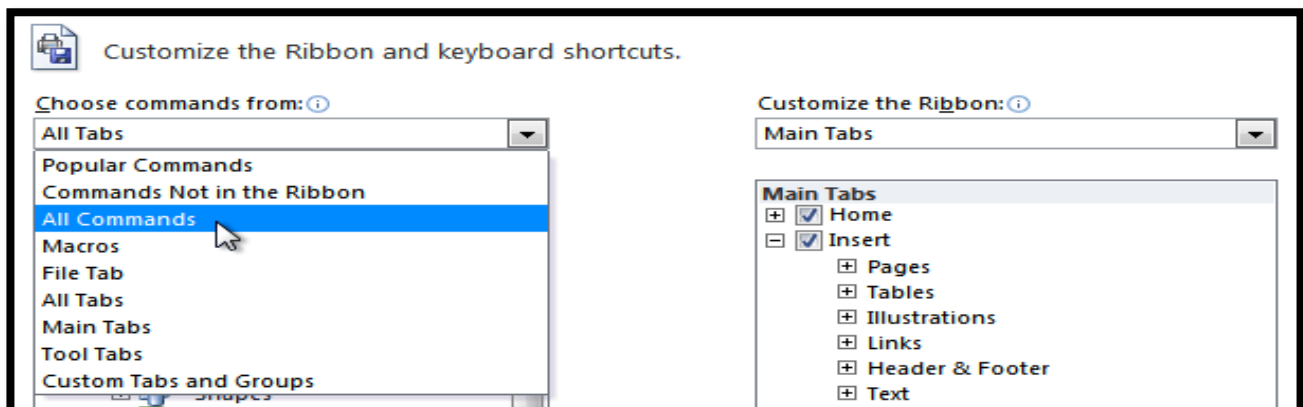 Customize the Ribbon and keyboard shortcuts.
Choose commands from:
All Tabs
Popular Commands
Commands Not in the Ribbon
All Commands
Macros
File Tab
All Tabs
Main Tabs
Tool Tabs
Custom Tabs and Groups
Shapes
Customize the Ribbon:
Main Tabs
Main Tabs
Home
Insert
Pages
Tables
Illustrations
Links
Header & Footer
Text